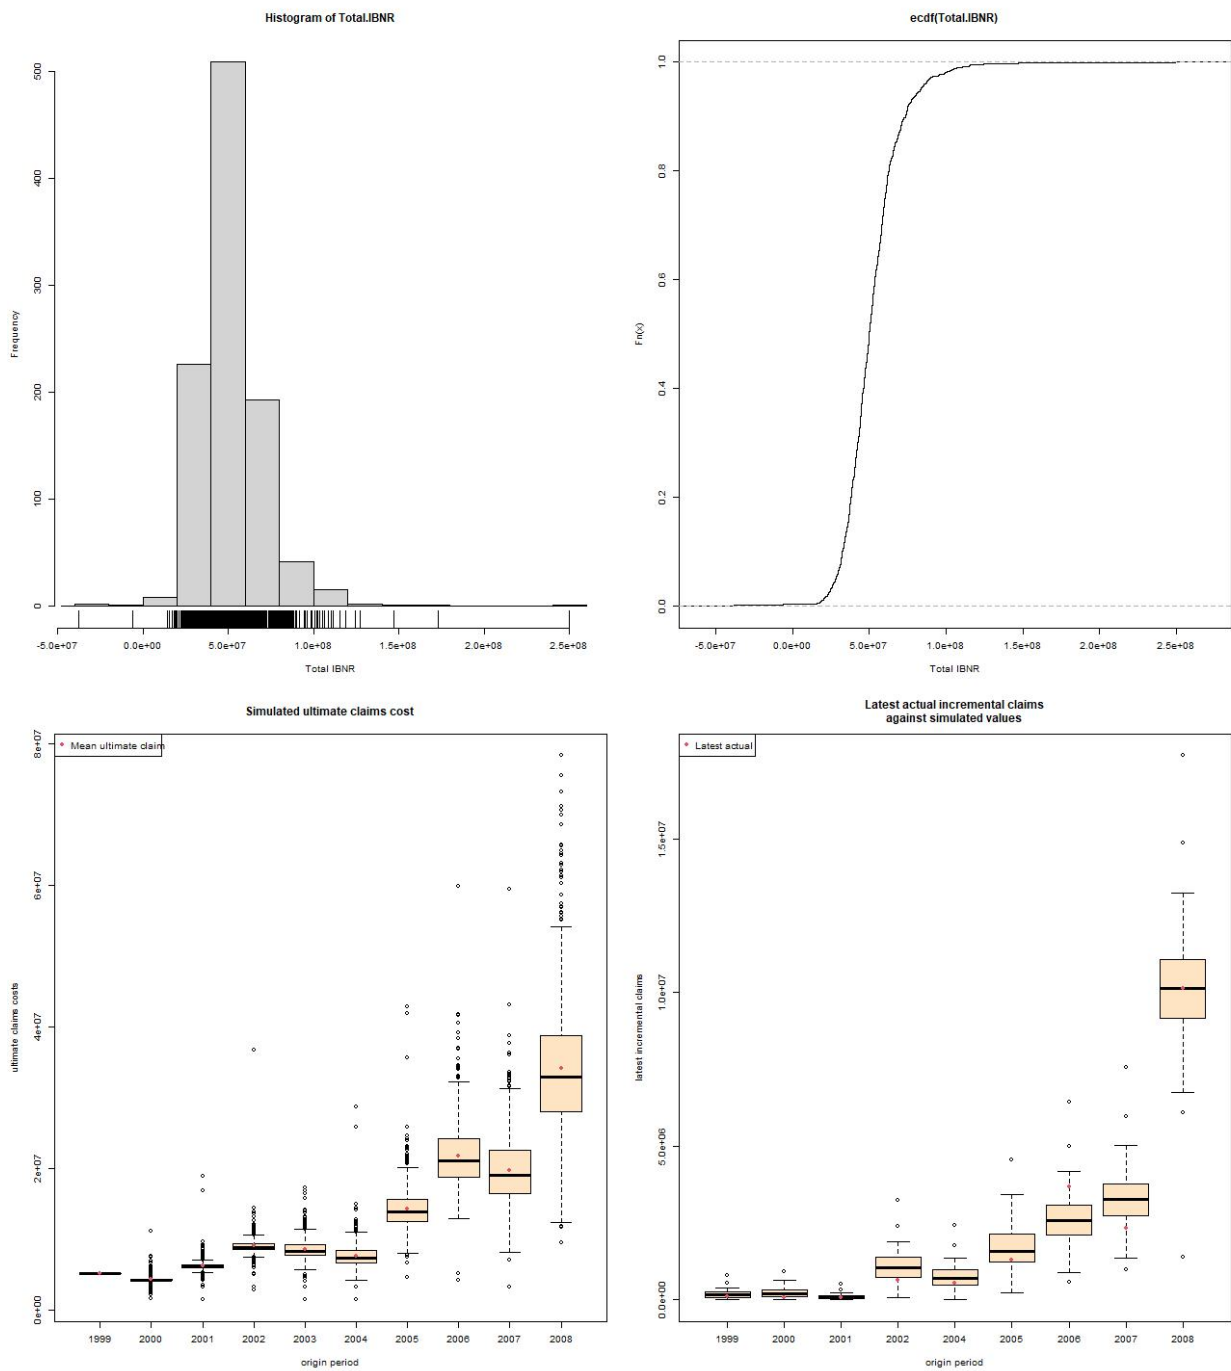 Histogram of Total.IBNR
500
400
300
200
100
0
Frequency
-5.0e+07 0.0e+00 5.0e+07 1.0e+08 1.5e+08 2.0e+08 2.5e+08
Total IBNR
ecdf(Total.IBNR)
1.0
0.8
0.6
0.4
0.2
0.0
Fn(x)
-5.0e+07 0.0e+00 5.0e+07 1.0e+08 1.5e+08 2.0e+08 2.5e+08
Total IBNR
Simulated ultimate claims cost
Mean ultimate claim
8e+07
6e+07
4e+07
2e+07
0e+00
ultimate claims costs
1999 2000 2001 2002 2003 2004 2005 2006 2007 2008
origin period
Latest actual incremental claims
against simulated values
Latest actual
1.5e+07
1.0e+07
5.0e+06
0.0e+00
latest incremental claims
1999 2000 2001 2002 2004 2005 2006 2007 2008
origin period